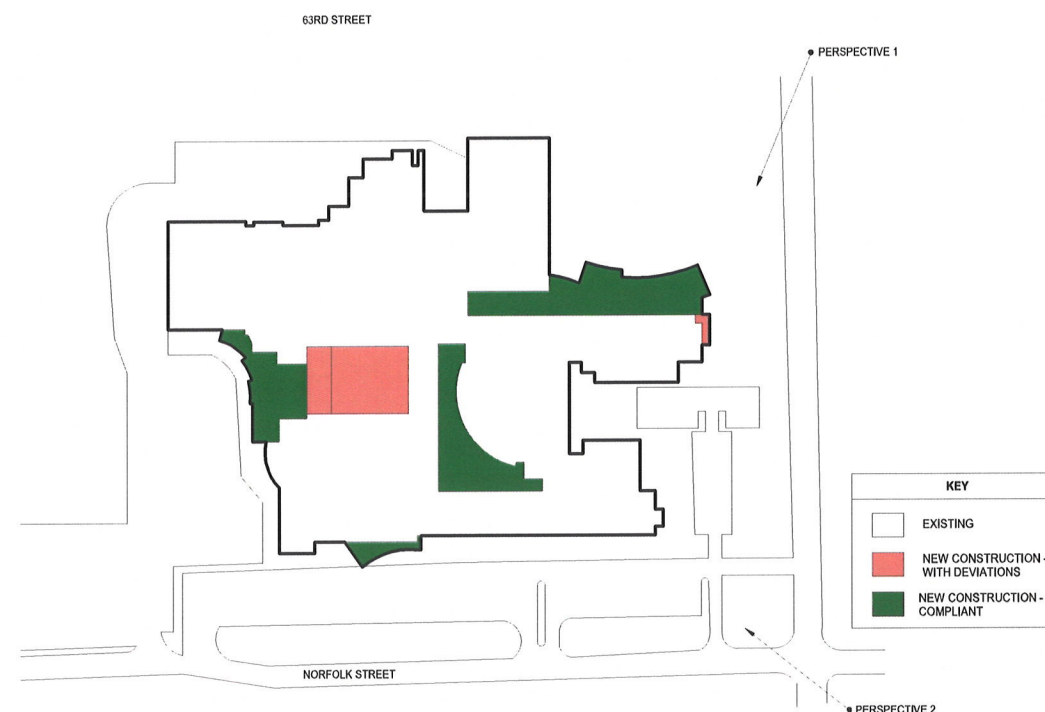 63RD STREET
PERSPECTIVE 1
KEY
EXISTING
NEW CONSTRUCTION -
WITH DEVIATIONS
NEW CONSTRUCTION -
COMPLIANT
NORFOLK STREET
PERSPECTIVE 2